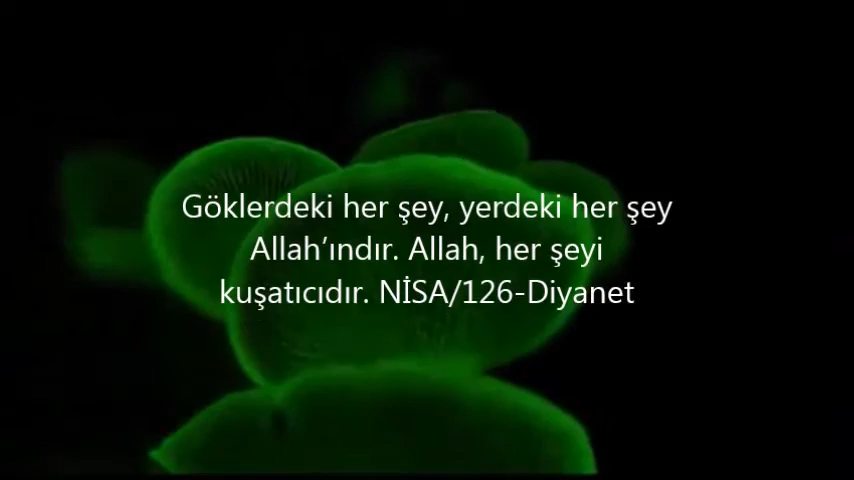 Göklerdeki her şey, yerdeki her şey
Allah’ındır. Allah, her şeyi
kuşatıcıdır. NİSA/126-Diyanet